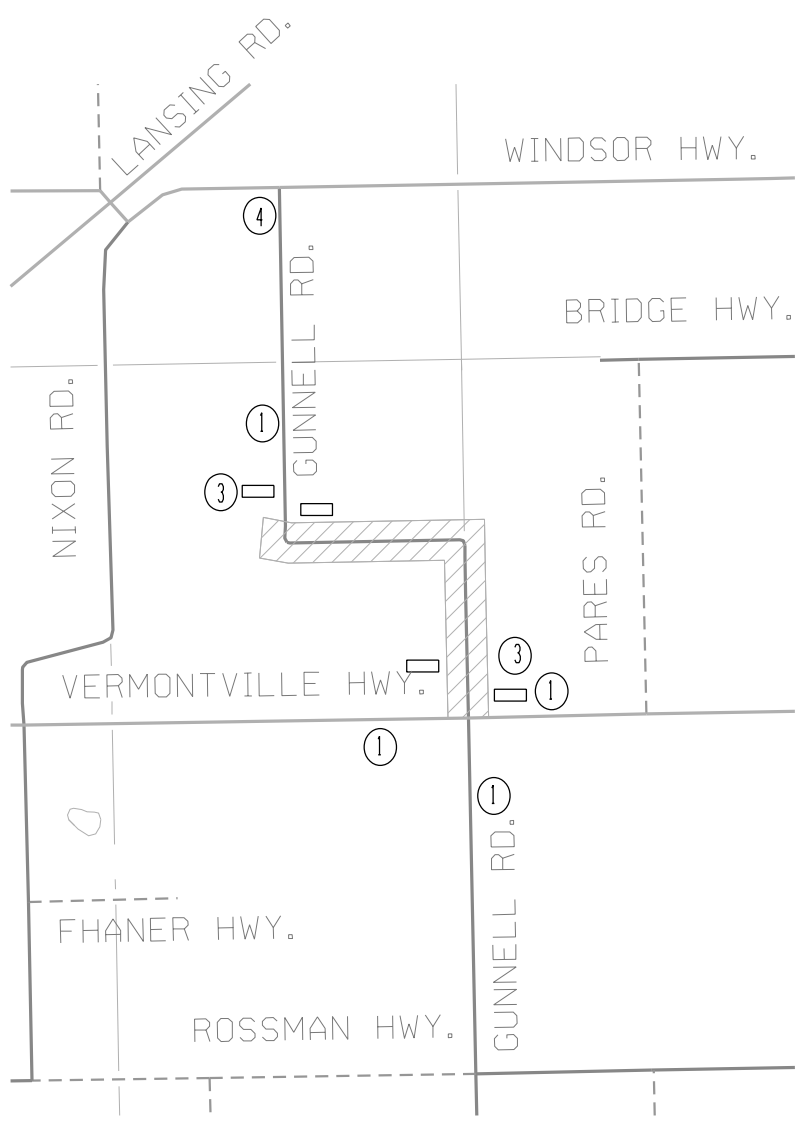 LANSING RD.
WINDSOR HWY.
4
GUNNELL RD.
BRIDGE HWY.
NIXON RD.
1
3
PARES RD.
3
VERMONTVILLE HWY.
1
1
1
GUNNELL RD.
FHANER HWY.
ROSSMAN HWY.